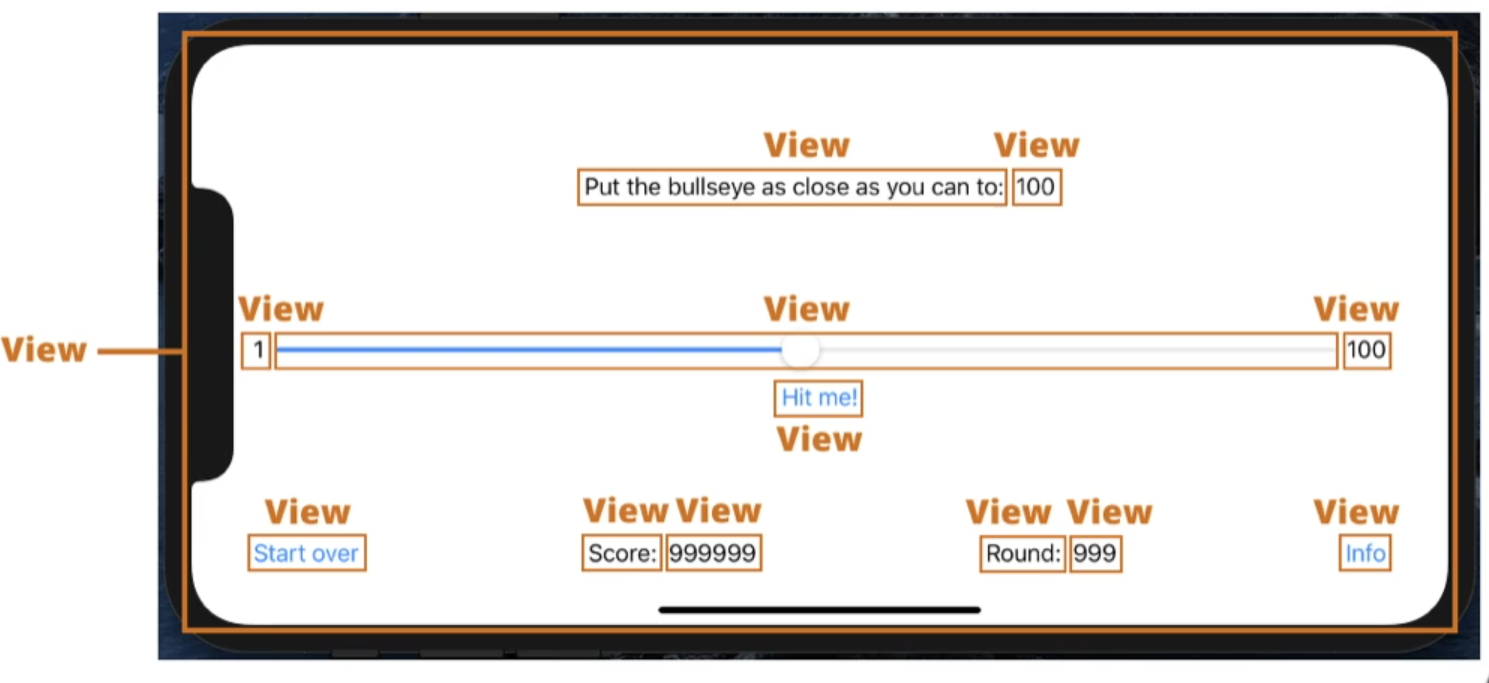 View View
Put the bullseye as close as you can to: 100
View View View
View
1 100
Hit me!
View
View View View View View View
Start over Score: 999999 Round: 999 Info